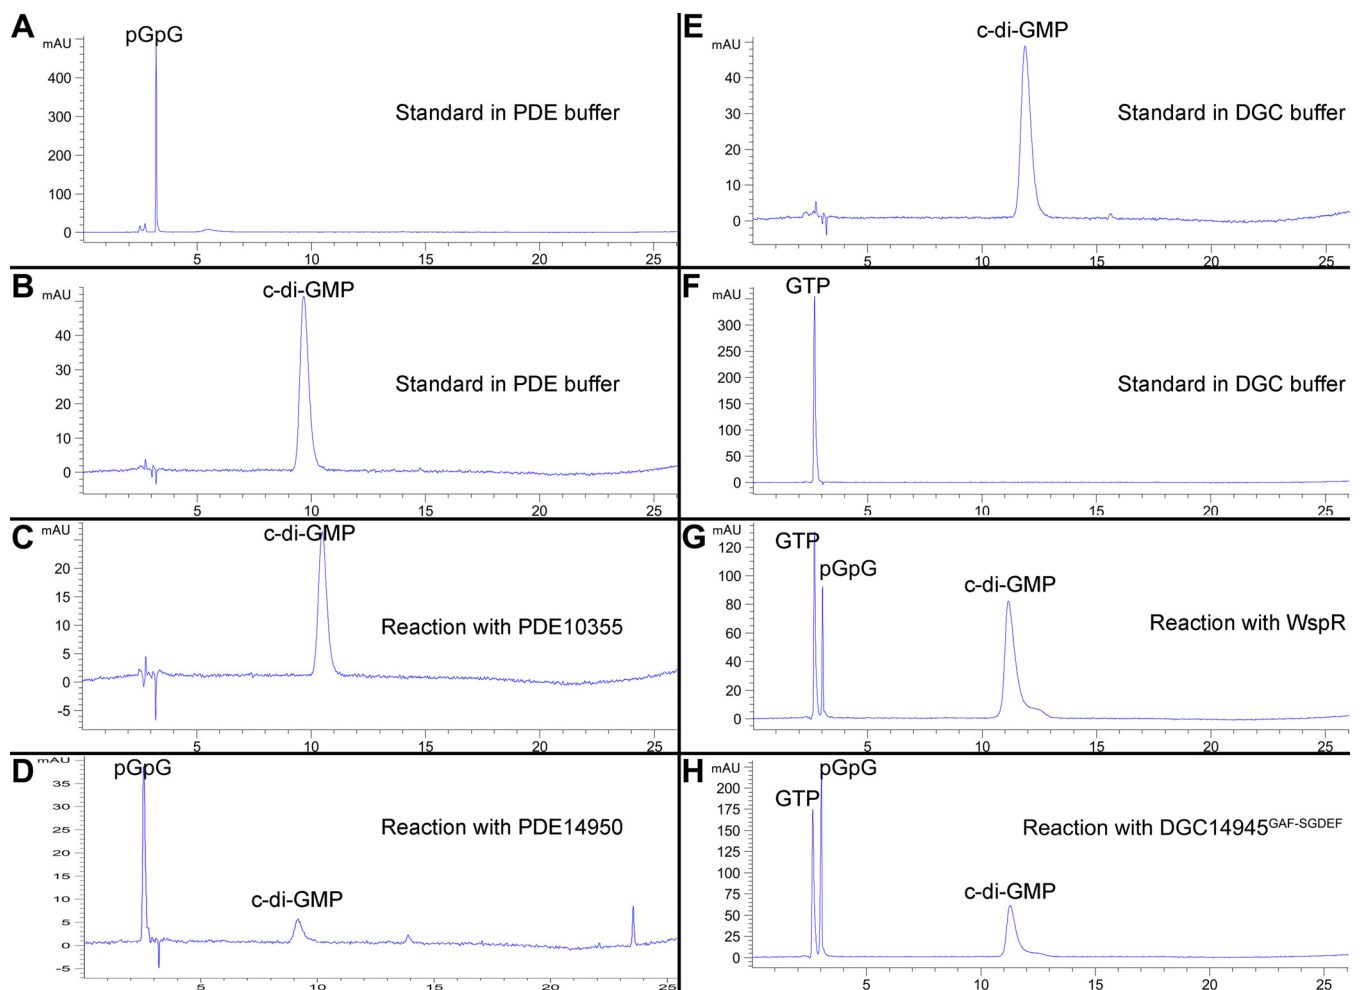 A
mAU
pGpG
400
300
200
100
0
Standard in PDE buffer
5 10 15 20 25
B
mAU
c-di-GMP
40
30
20
10
0
Standard in PDE buffer
5 10 15 20 25
C
mAU
c-di-GMP
20
15
10
5
0
-5
Reaction with PDE10355
5 10 15 20 25
D
mAU
pGpG
35
30
25
20
15
10
5
0
-5
Reaction with PDE14950
c-di-GMP
5 10 15 20 25
E
mAU
c-di-GMP
40
30
20
10
0
Standard in DGC buffer
5 10 15 20 25
F
mAU
GTP
300
250
200
150
100
50
0
Standard in DGC buffer
5 10 15 20 25
G
mAU
GTP
pGpG
c-di-GMP
120
100
80
60
40
20
0
Reaction with WspR
5 10 15 20 25
H
mAU
pGpG
GTP
200
175
150
125
100
75
50
25
0
Reaction with DGC14945GAF-SGDEF
c-di-GMP
5 10 15 20 25